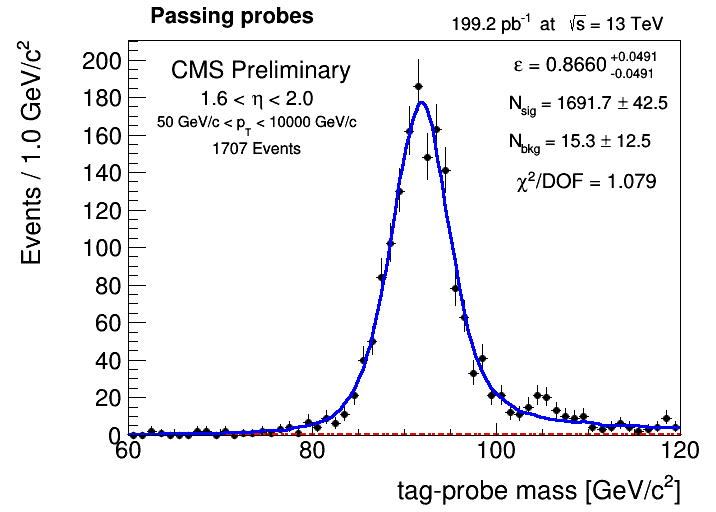 Passing probes
199.2 pb⁻¹ at √s = 13 TeV
CMS Preliminary
1.6 < η < 2.0
50 GeV/c < p_T < 10000 GeV/c
1707 Events
ε = 0.8660 +0.0491 -0.0491
N_sig = 1691.7 ± 42.5
N_bkg = 15.3 ± 12.5
χ²/DOF = 1.079
Events / 1.0 GeV/c²
200
180
160
140
120
100
80
60
40
20
0
60 80 100 120
tag-probe mass [GeV/c²]